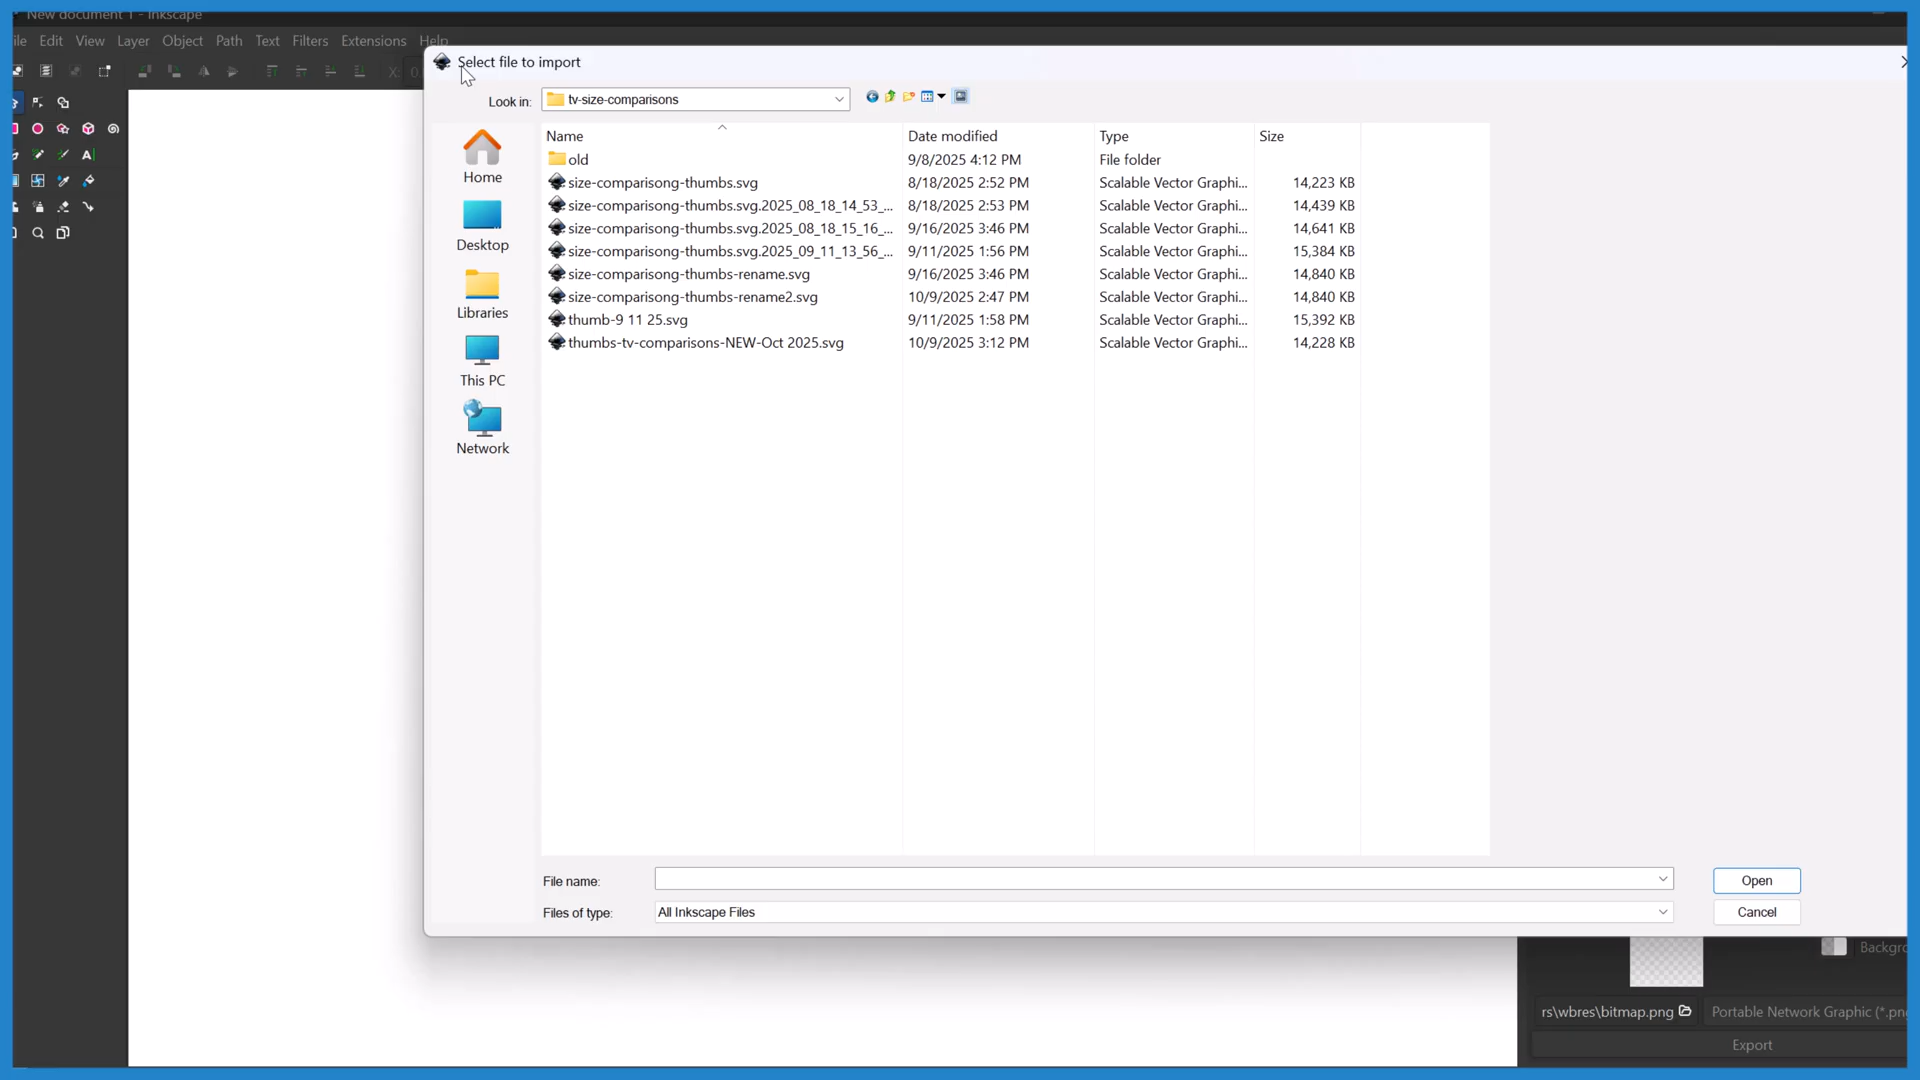 New document 1 - Inkscape
ile Edit View Layer Object Path Text Filters Extensions Help
X: 0.
Select file to import
Look in: tv-size-comparisons
Name Date modified Type Size
old 9/8/2025 4:12 PM File folder
size-comparisong-thumbs.svg 8/18/2025 2:52 PM Scalable Vector Graphi... 14,223 KB
size-comparisong-thumbs.svg.2025_08_18_14_53_... 8/18/2025 2:53 PM Scalable Vector Graphi... 14,439 KB
size-comparisong-thumbs.svg.2025_08_18_15_16_... 9/16/2025 3:46 PM Scalable Vector Graphi... 14,641 KB
size-comparisong-thumbs.svg.2025_09_11_13_56_... 9/11/2025 1:56 PM Scalable Vector Graphi... 15,384 KB
size-comparisong-thumbs-rename.svg 9/16/2025 3:46 PM Scalable Vector Graphi... 14,840 KB
size-comparisong-thumbs-rename2.svg 10/9/2025 2:47 PM Scalable Vector Graphi... 14,840 KB
thumb-9 11 25.svg 9/11/2025 1:58 PM Scalable Vector Graphi... 15,392 KB
thumbs-tv-comparisons-NEW-Oct 2025.svg 10/9/2025 3:12 PM Scalable Vector Graphi... 14,228 KB
Home
Desktop
Libraries
This PC
Network
File name: Open
Files of type: All Inkscape Files Cancel
Backgro
rs\wbres\bitmap.png Portable Network Graphic (*.png
Export